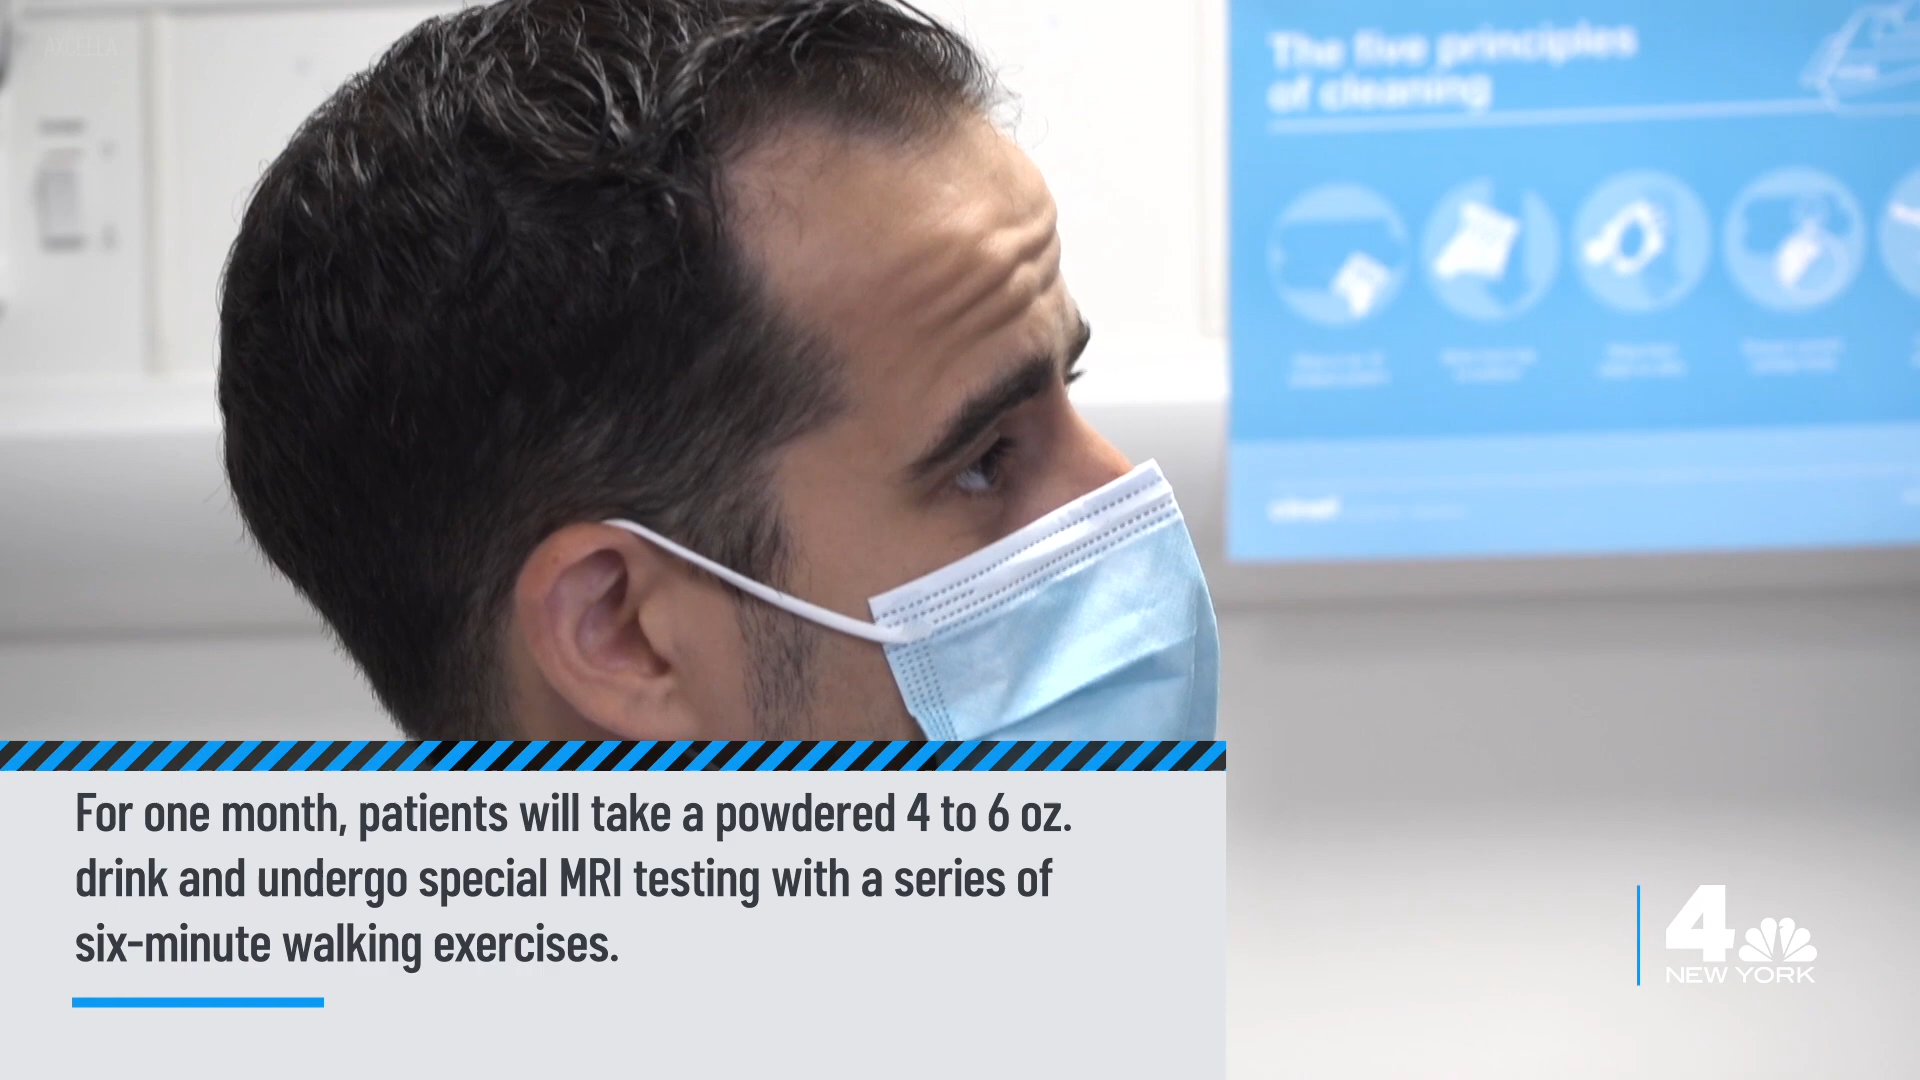 AXCELLA
The five principles
of cleaning
For one month, patients will take a powdered 4 to 6 oz.
drink and undergo special MRI testing with a series of
six-minute walking exercises.
4
NEW YORK